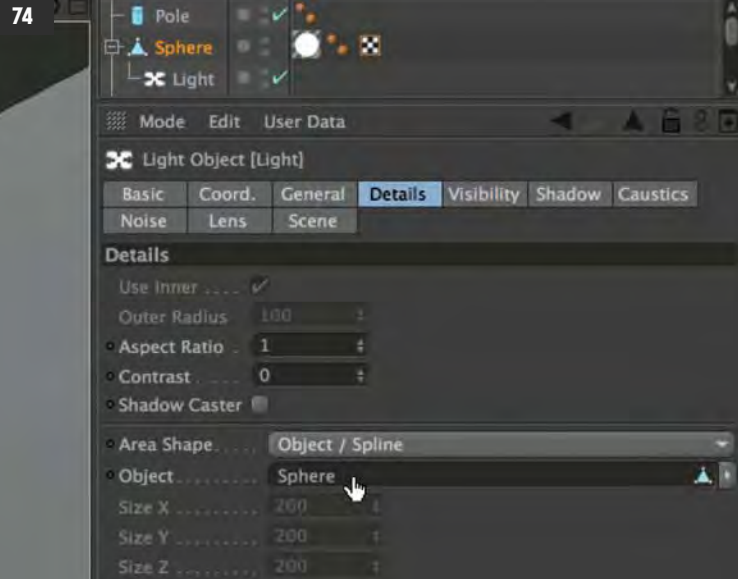 74
Pole
Sphere
Light
Mode Edit User Data
Light Object [Light]
Basic Coord. General Details Visibility Shadow Caustics
Noise Lens Scene
Details
Use Inner ....
Outer Radius 100
Aspect Ratio . 1
Contrast ...... 0
Shadow Caster
Area Shape..... Object / Spline
Object......... Sphere
Size X ......... 200
Size Y ......... 200
Size Z ......... 200